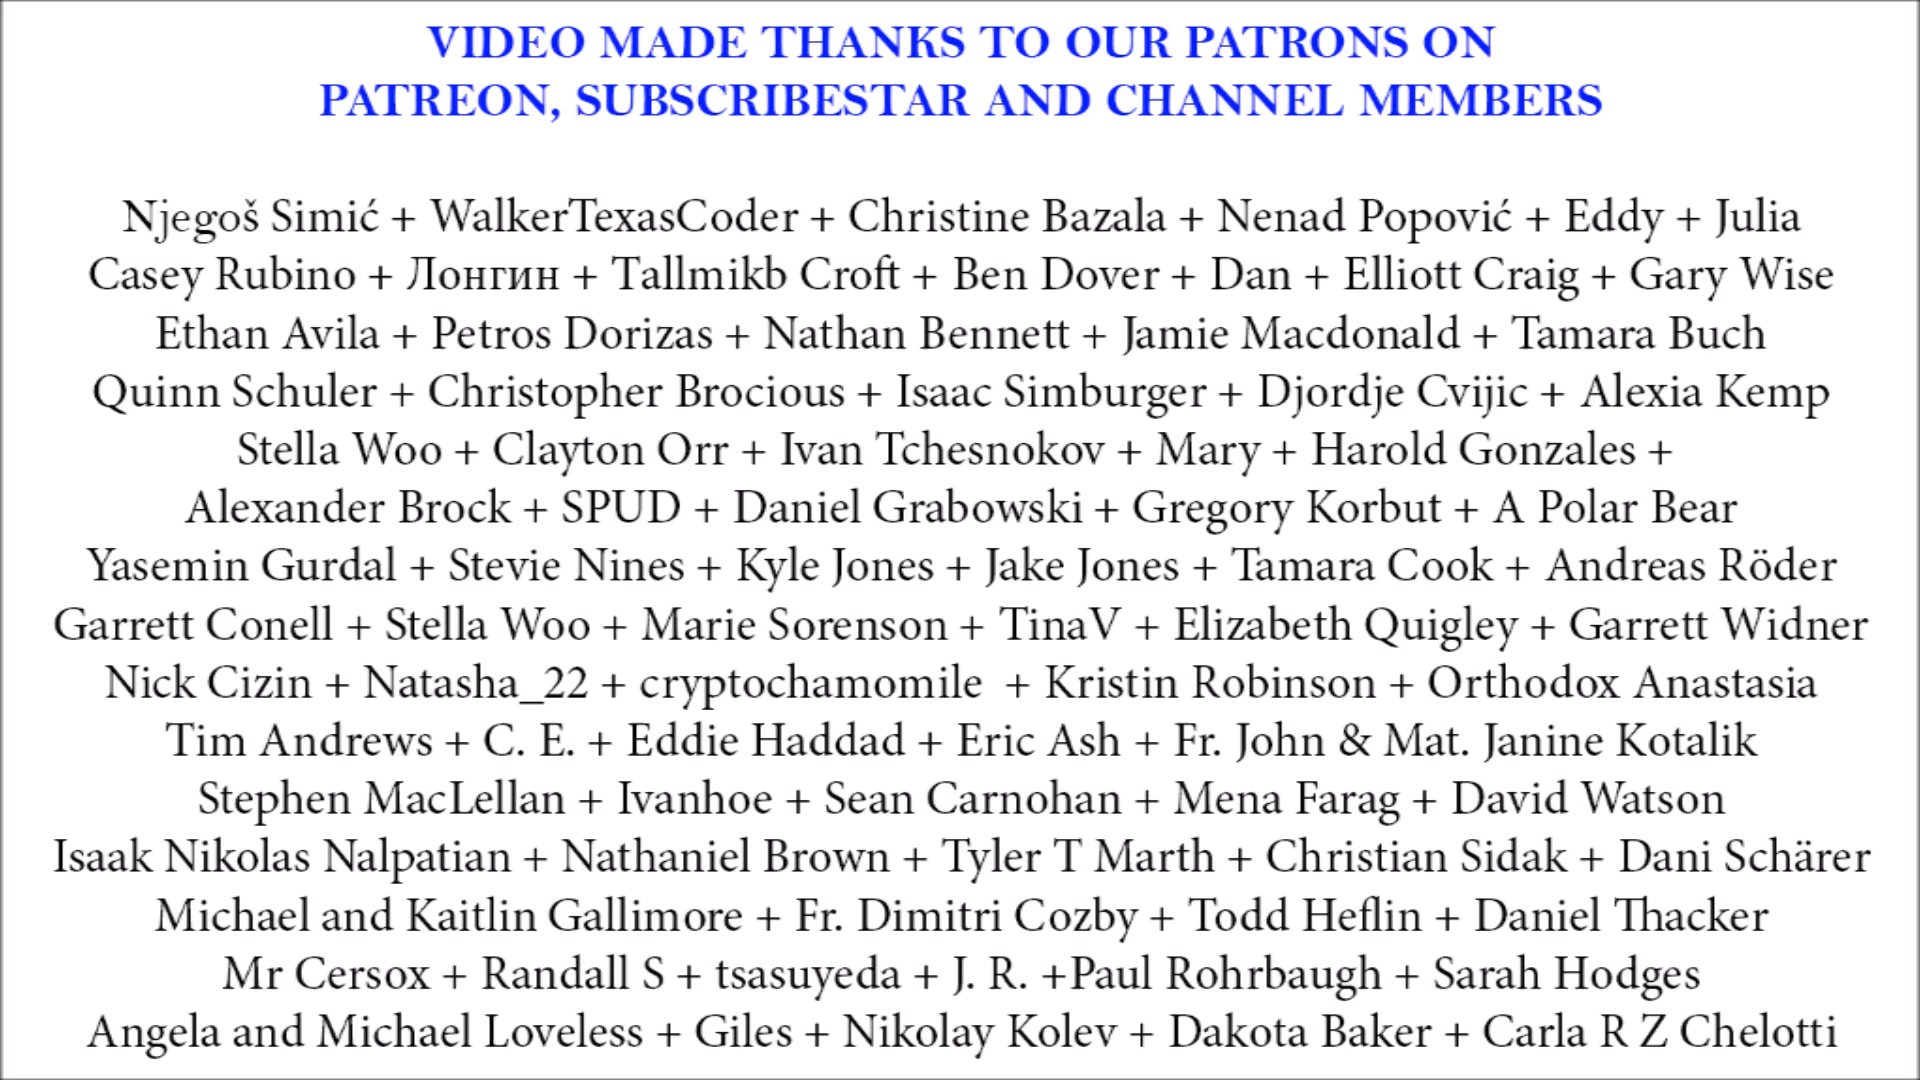 VIDEO MADE THANKS TO OUR PATRONS ON
PATREON, SUBSCRIBESTAR AND CHANNEL MEMBERS
Njegoš Simić + WalkerTexasCoder + Christine Bazala + Nenad Popović + Eddy + Julia
Casey Rubino + Лонгин + Tallmikb Croft + Ben Dover + Dan + Elliott Craig + Gary Wise
Ethan Avila + Petros Dorizas + Nathan Bennett + Jamie Macdonald + Tamara Buch
Quinn Schuler + Christopher Brocious + Isaac Simburger + Djordje Cvijic + Alexia Kemp
Stella Woo + Clayton Orr + Ivan Tchesnokov + Mary + Harold Gonzales +
Alexander Brock + SPUD + Daniel Grabowski + Gregory Korbut + A Polar Bear
Yasemin Gurdal + Stevie Nines + Kyle Jones + Jake Jones + Tamara Cook + Andreas Röder
Garrett Conell + Stella Woo + Marie Sorenson + TinaV + Elizabeth Quigley + Garrett Widner
Nick Cizin + Natasha_22 + cryptochamomile + Kristin Robinson + Orthodox Anastasia
Tim Andrews + C. E. + Eddie Haddad + Eric Ash + Fr. John & Mat. Janine Kotalik
Stephen MacLellan + Ivanhoe + Sean Carnohan + Mena Farag + David Watson
Isaak Nikolas Nalpatian + Nathaniel Brown + Tyler T Marth + Christian Sidak + Dani Schärer
Michael and Kaitlin Gallimore + Fr. Dimitri Cozby + Todd Heflin + Daniel Thacker
Mr Cersox + Randall S + tsasuyeda + J. R. +Paul Rohrbaugh + Sarah Hodges
Angela and Michael Loveless + Giles + Nikolay Kolev + Dakota Baker + Carla R Z Chelotti